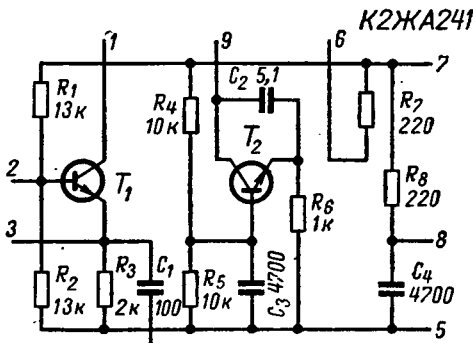 К2ЖА241
1
9
6
7
C₂ 5,1
R₁
13к
R₄
10к
T₂
R₇
220
2
T₁
R₆
1к
R₈
220
3
8
R₂
13к
R₃
2к
C₁
100
R₅
10к
C₃ 4700
C₄
4700
5